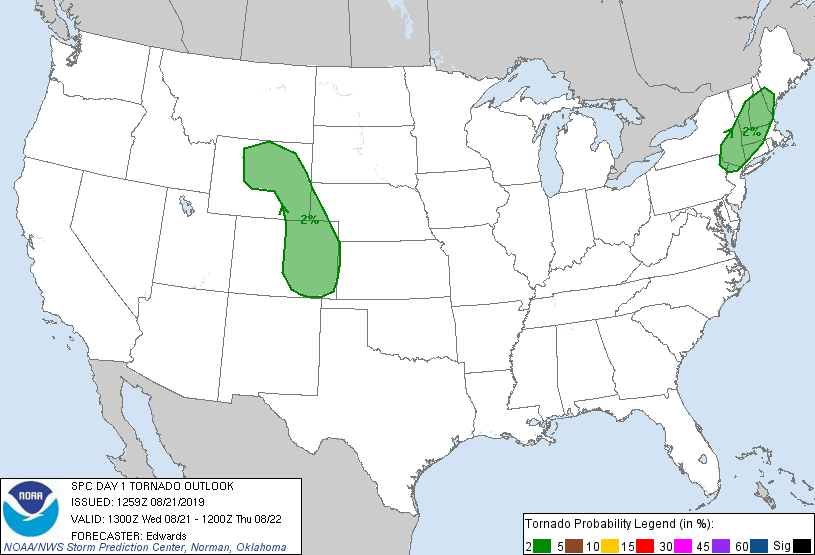 2%
2%
NOAA
SPC DAY 1 TORNADO OUTLOOK
ISSUED: 1259Z 08/21/2019
VALID: 1300Z Wed 08/21 - 1200Z Thu 08/22
FORECASTER: Edwards
NOAA/NWS Storm Prediction Center, Norman, Oklahoma
Tornado Probability Legend (in %):
2 5 10 15 30 45 60 Sig